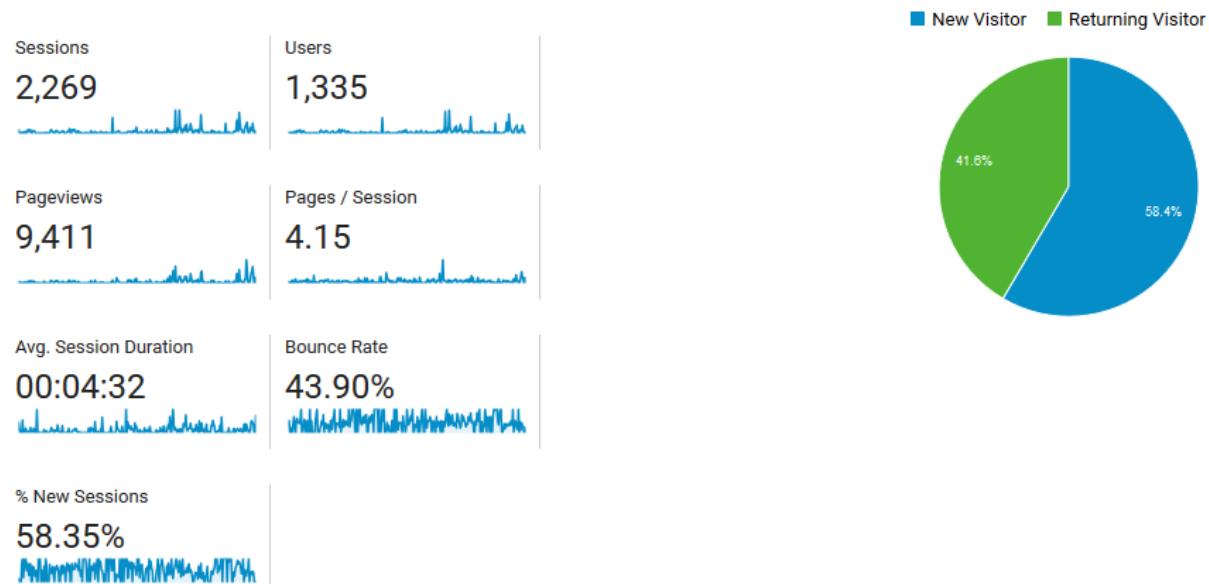 New Visitor
Returning Visitor
Sessions
2,269
Users
1,335
41.6%
58.4%
Pageviews
9,411
Pages / Session
4.15
Avg. Session Duration
00:04:32
Bounce Rate
43.90%
% New Sessions
58.35%